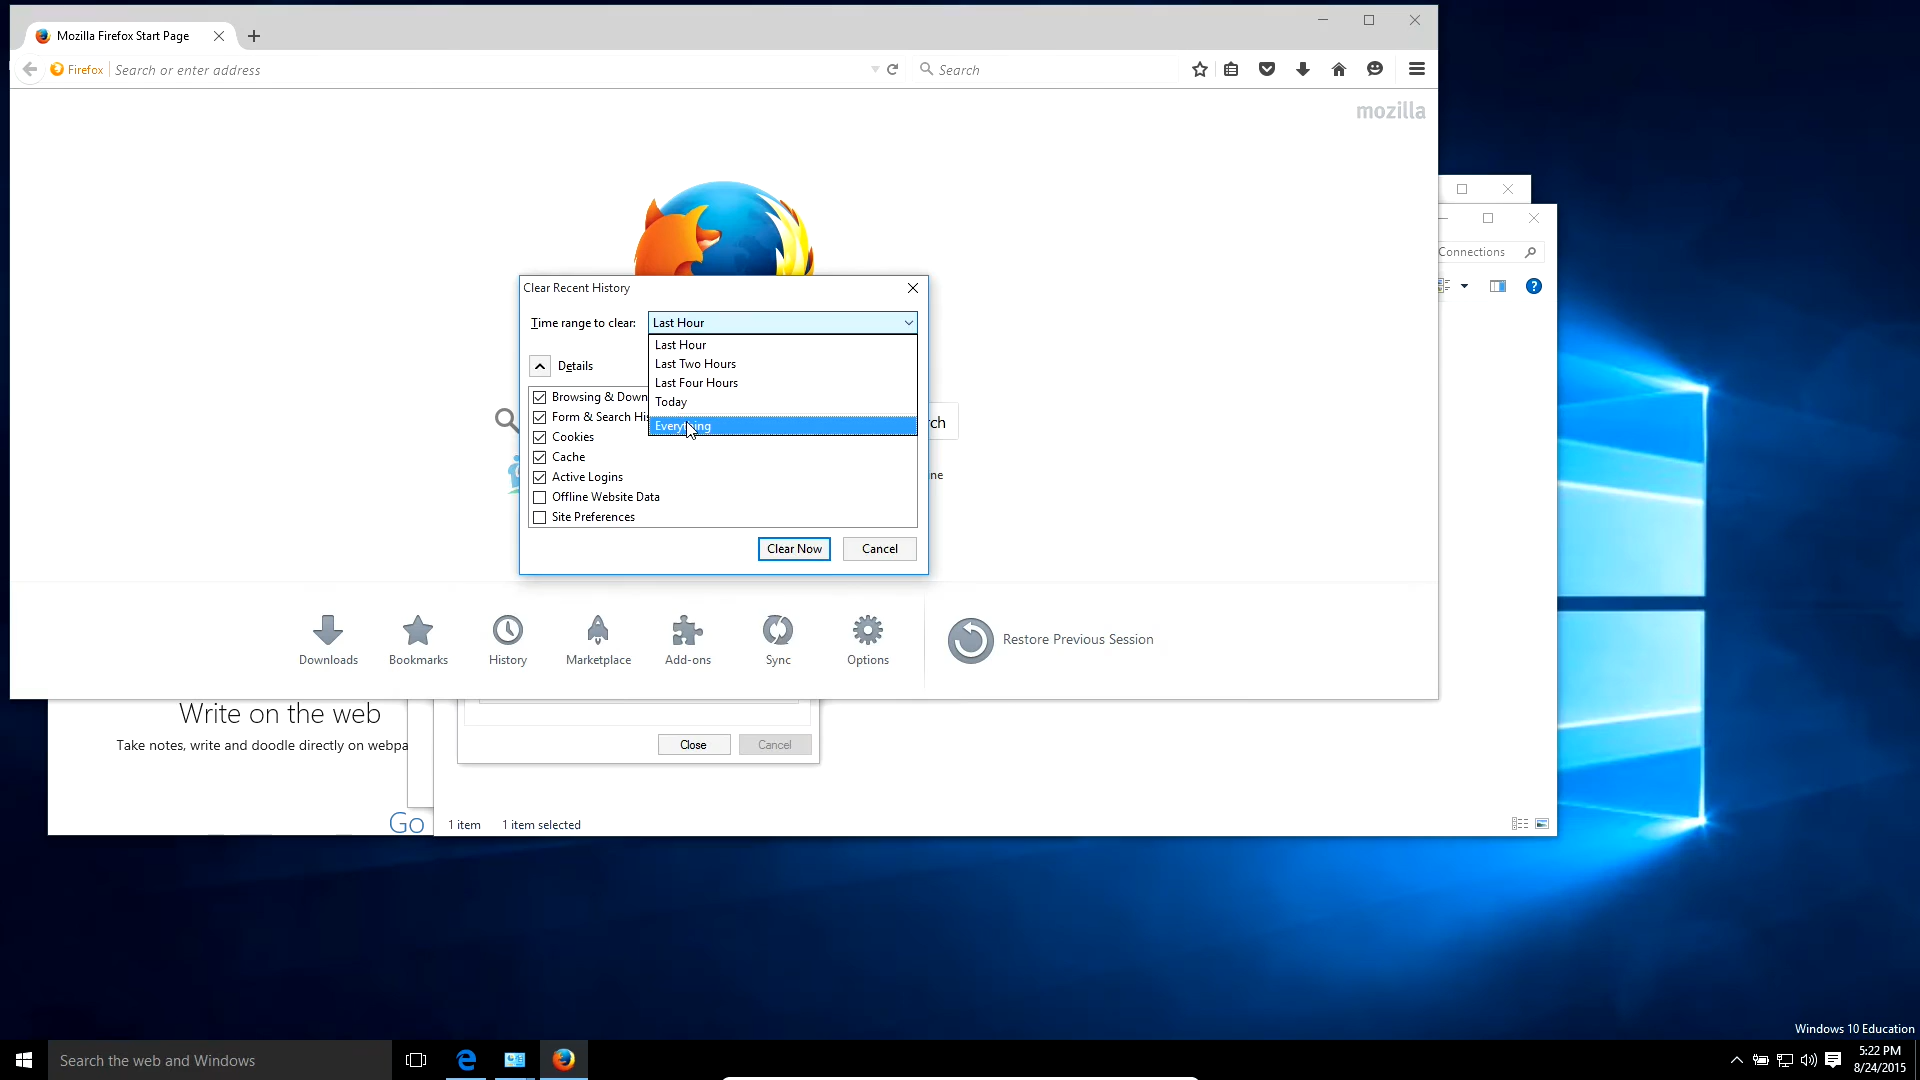 Mozilla Firefox Start Page
Firefox
Search or enter address
Search
mozilla
Connections
Clear Recent History
Time range to clear:
Last Hour
Last Hour
Last Two Hours
Last Four Hours
Today
Everything
Details
Browsing & Down
Form & Search His
Cookies
Cache
Active Logins
Offline Website Data
Site Preferences
rch
ne
Clear Now
Cancel
Downloads
Bookmarks
History
Marketplace
Add-ons
Sync
Options
Restore Previous Session
Write on the web
Take notes, write and doodle directly on webpa
Close
Cancel
Go
1 item
1 item selected
Windows 10 Education
Search the web and Windows
5:22 PM
8/24/2015